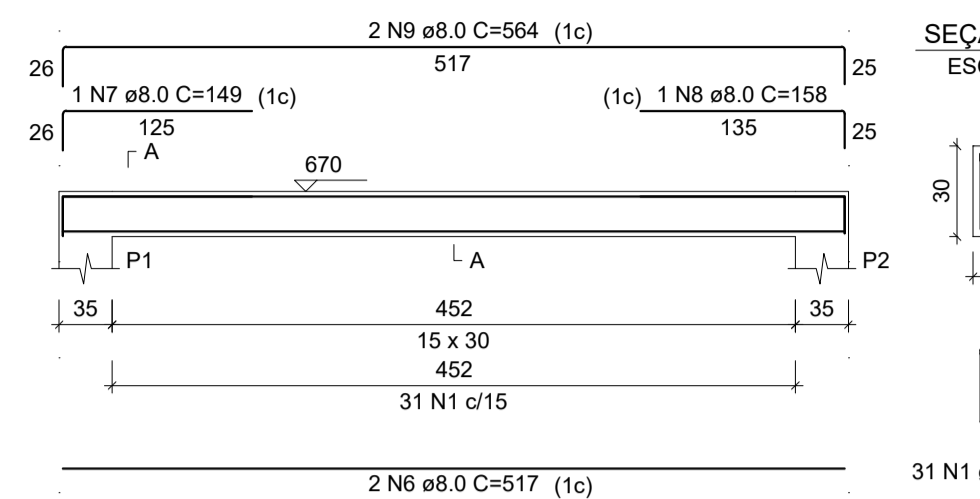 2 N9 ø8.0 C=564 (1c)
SEÇ
26
517
25
ES
1 N7 ø8.0 C=149 (1c)
(1c) 1 N8 ø8.0 C=158
26
125
135
25
A
670
30
P1
A
P2
35
452
35
15 x 30
452
31 N1 c/15
2 N6 ø8.0 C=517 (1c)
31 N1